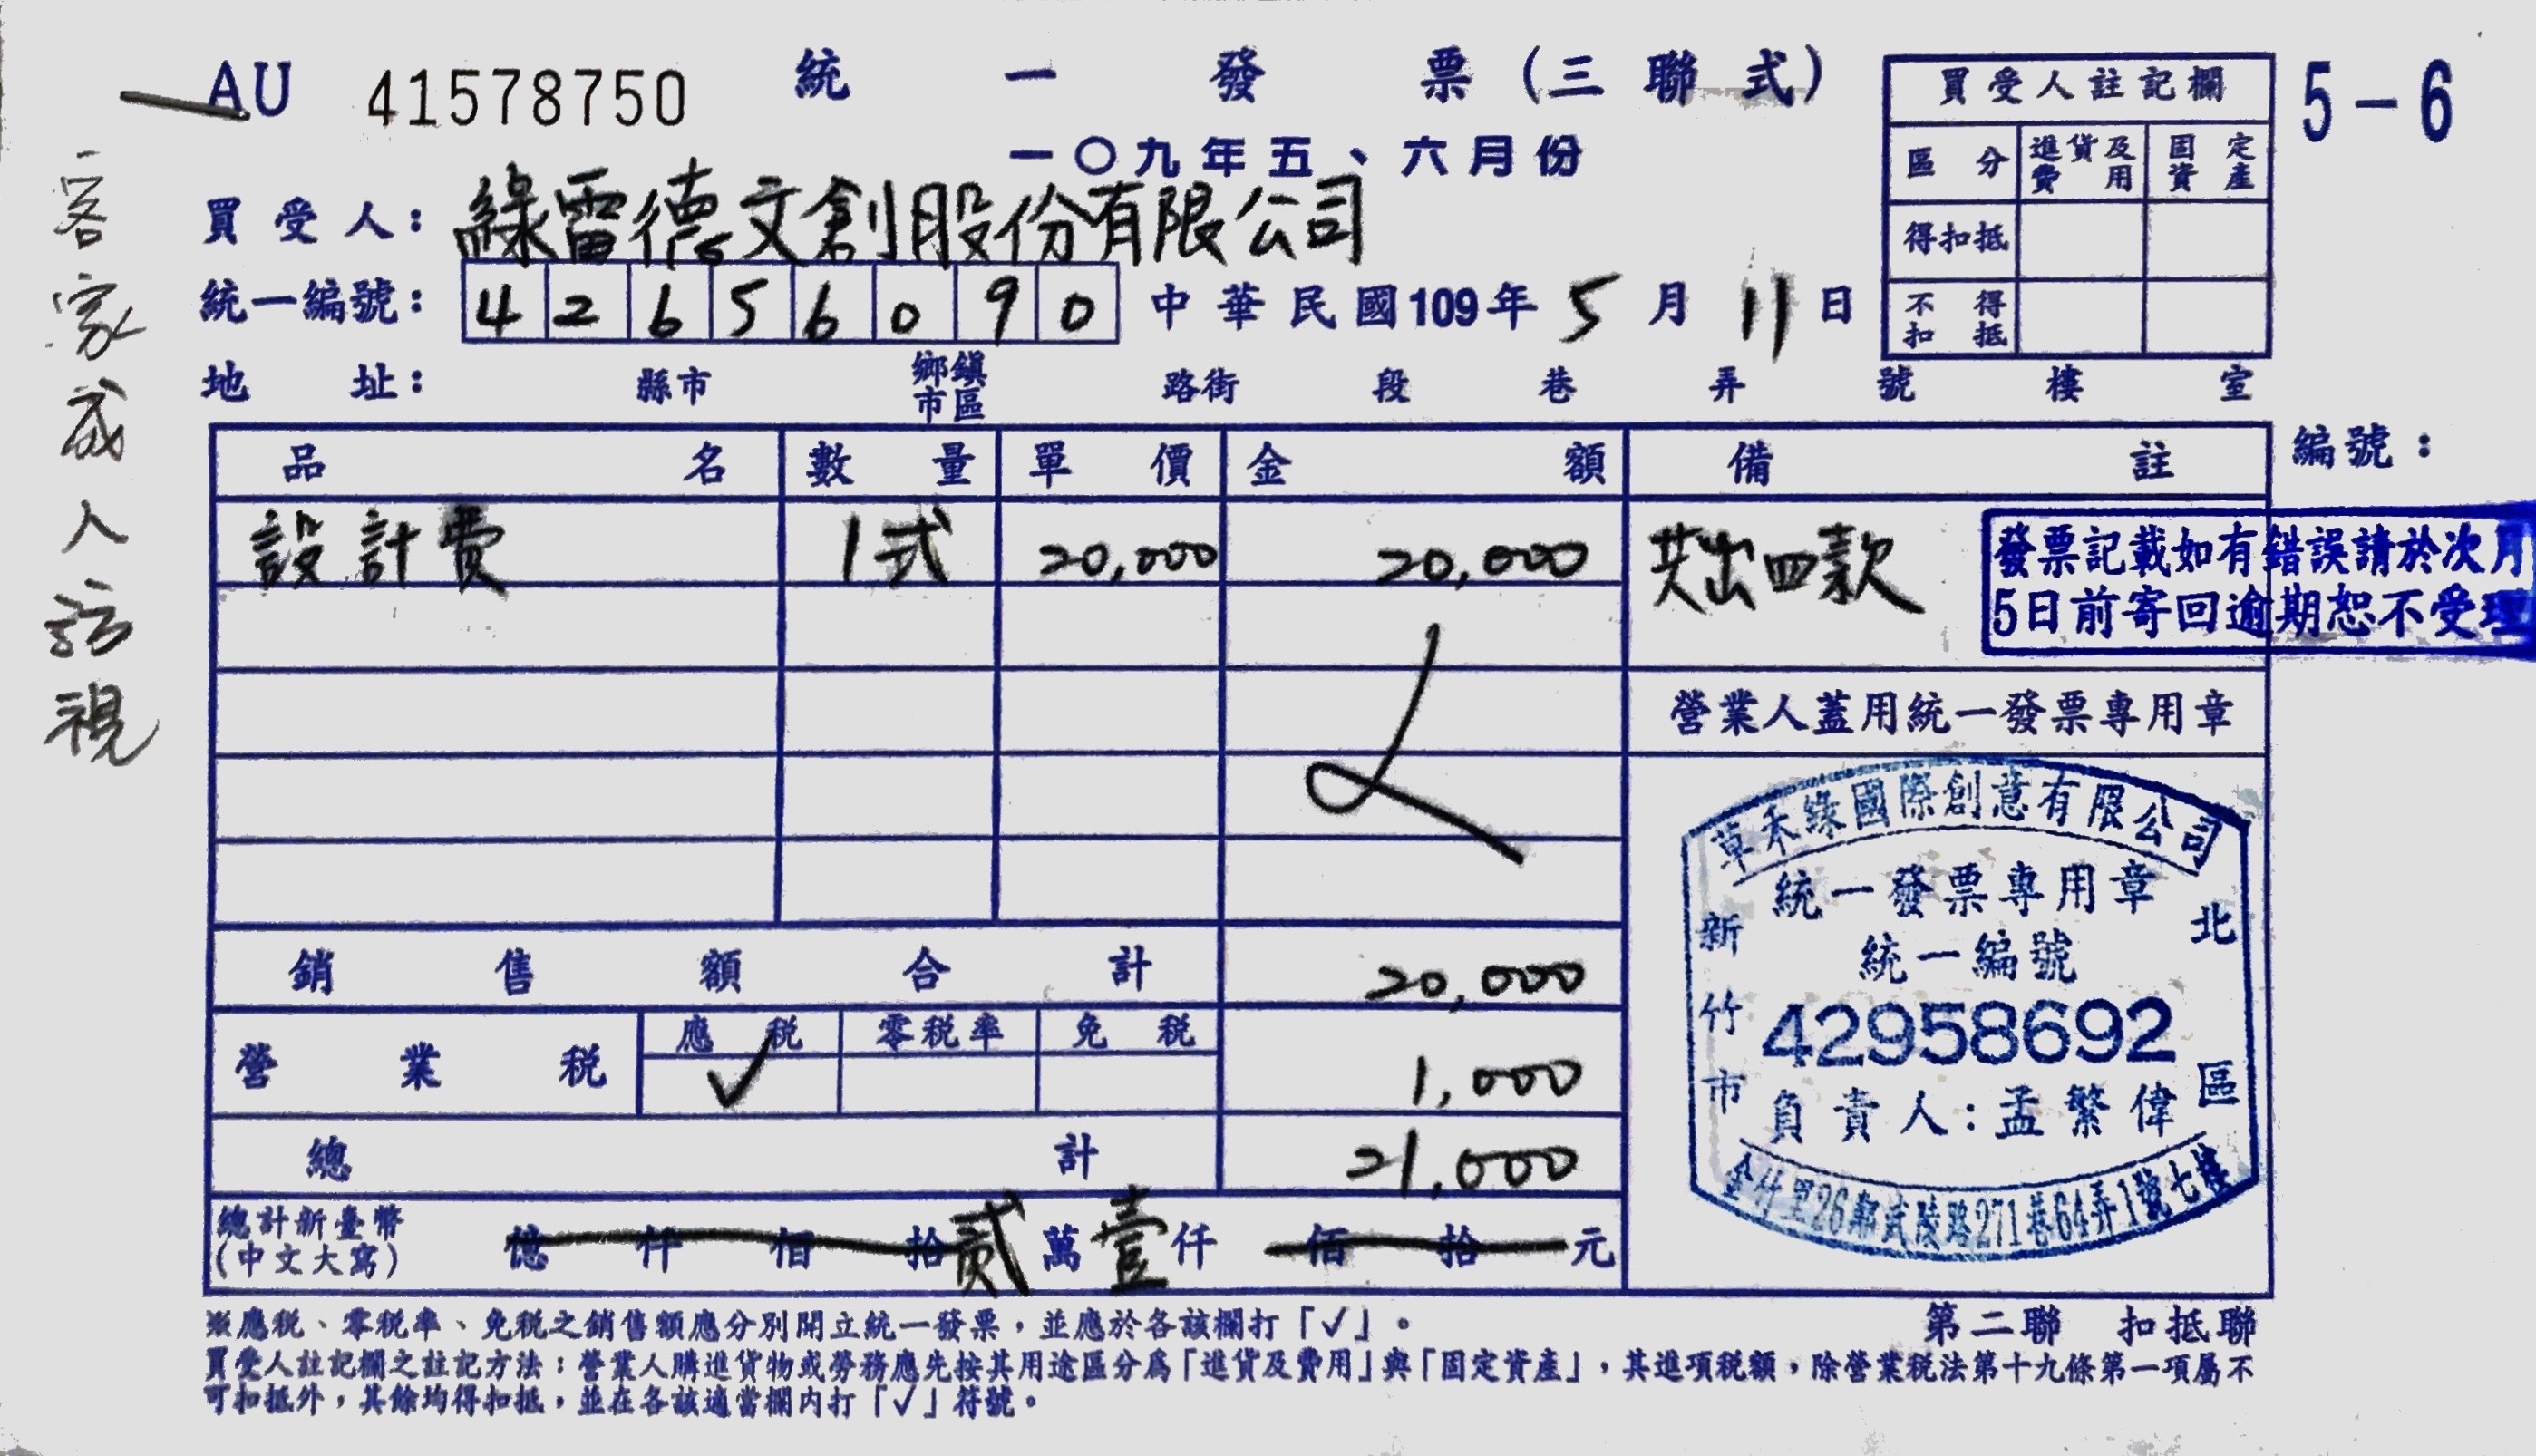 AU 41578750 統一發票(三聯式)
一〇九年五、六月份
5-6
買受人註記欄
區分 進貨及費用 固定資產
得扣抵
不得扣抵
買受人:綠雷德文創股份有限公司
統一編號:42656090 中華民國109年5月11日
地址: 縣市 鄉鎮市區 路街 段 巷 弄 號 樓 室
客家成人
視
品名 數量 單價 金額 備註
編號:
設計費 1式 20,000 20,000 共出四款
發票記載如有錯誤請於次月
5日前寄回逾期恕不受理
營業人蓋用統一發票專用章
草禾緣國際創意有限公司
統一發票專用章
統一編號
42958692
負責人:孟繁偉
新竹市
北區
金竹里26鄰武陵路271巷64弄1號七樓
銷售額合計 20,000
營業稅 應稅 ✓ 零稅率 免稅 1,000
總計 21,000
總計新臺幣
(中文大寫)
億仟佰拾貳萬壹仟佰拾元
※應稅、零稅率、免稅之銷售額應分別開立統一發票,並應於各該欄打「✓」。
第二聯 扣抵聯
買受人註記欄之註記方法:營業人購進貨物或勞務應先按其用途區分為「進貨及費用」與「固定資產」,其進項稅額,除營業稅法第十九條第一項屬不
可扣抵外,其餘均得扣抵,並在各該適當欄內打「✓」符號。